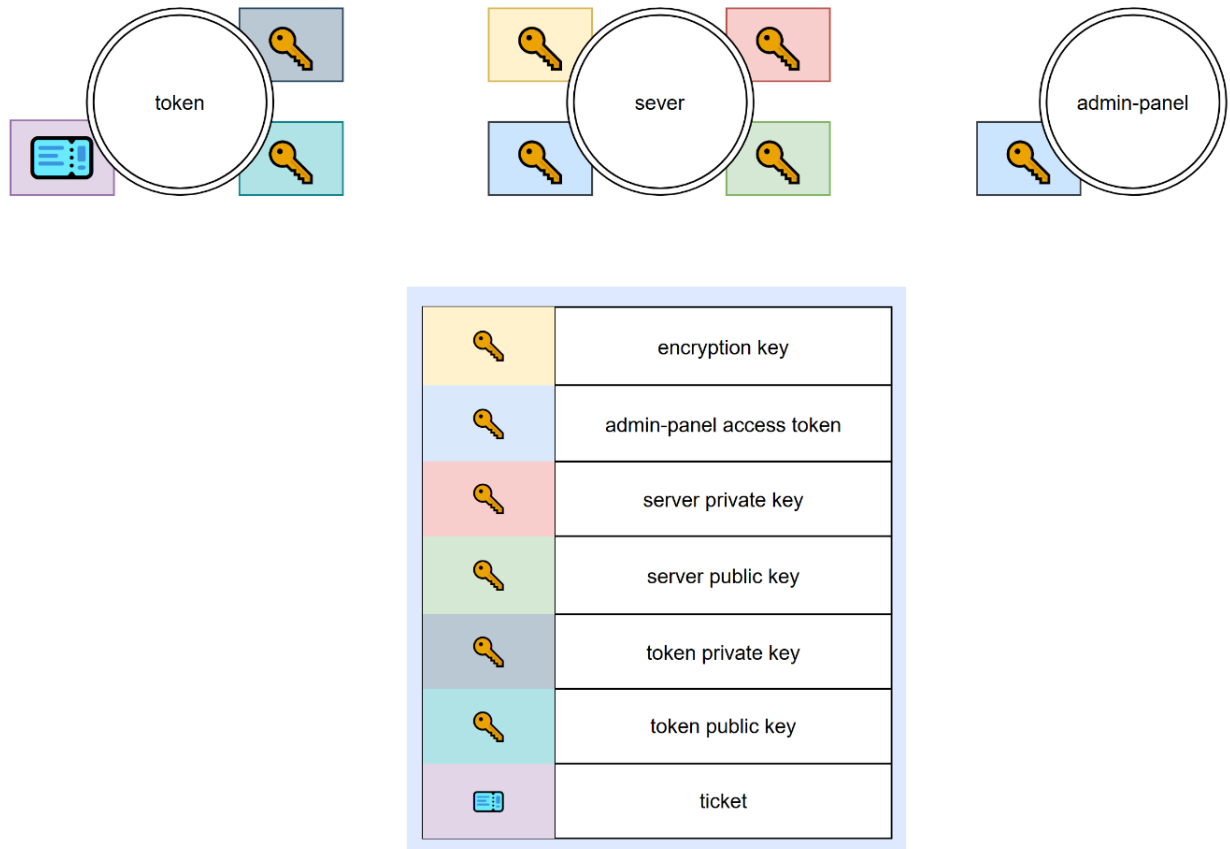 token
sever
admin-panel
encryption key
admin-panel access token
server private key
server public key
token private key
token public key
ticket